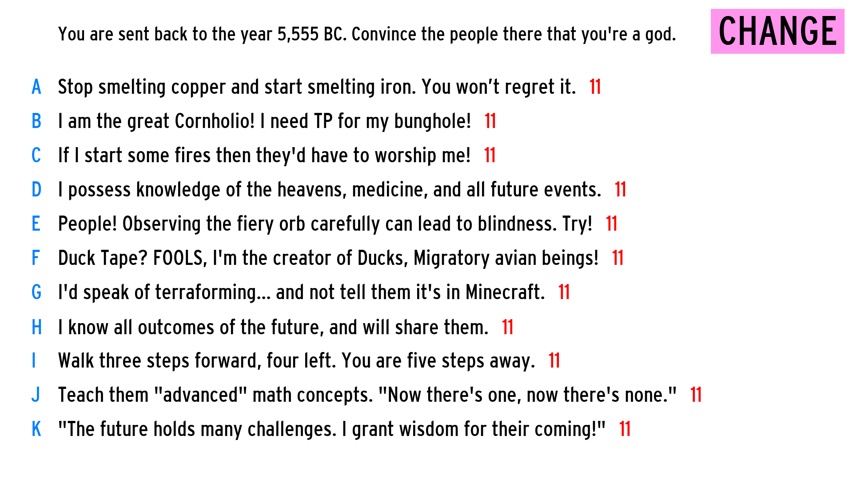 You are sent back to the year 5,555 BC. Convince the people there that you're a god.
CHANGE
A Stop smelting copper and start smelting iron. You won’t regret it. 11
B I am the great Cornholio! I need TP for my bunghole! 11
C If I start some fires then they'd have to worship me! 11
D I possess knowledge of the heavens, medicine, and all future events. 11
E People! Observing the fiery orb carefully can lead to blindness. Try! 11
F Duck Tape? FOOLS, I'm the creator of Ducks, Migratory avian beings! 11
G I'd speak of terraforming... and not tell them it's in Minecraft. 11
H I know all outcomes of the future, and will share them. 11
I Walk three steps forward, four left. You are five steps away. 11
J Teach them "advanced" math concepts. "Now there's one, now there's none." 11
K "The future holds many challenges. I grant wisdom for their coming!" 11